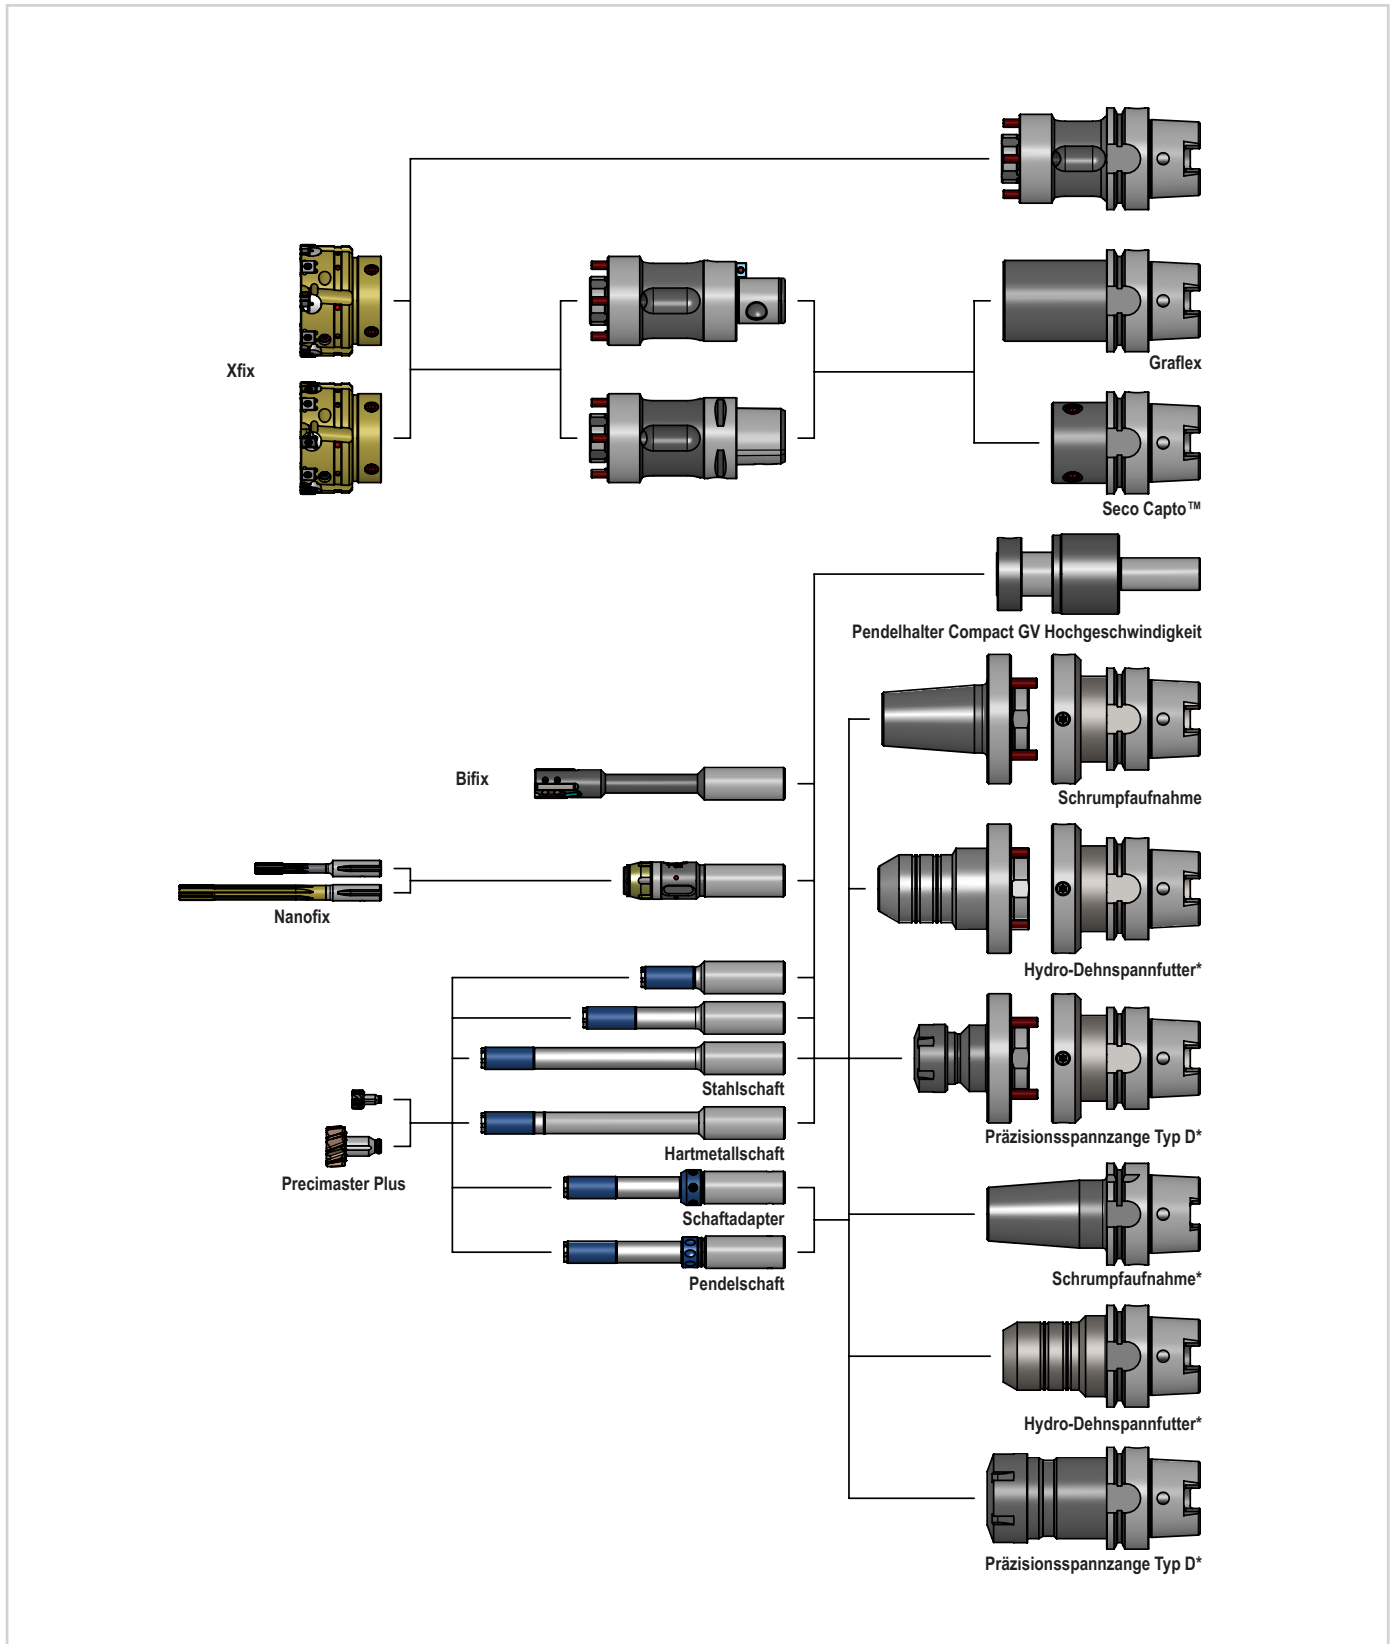 Xfix
Graflex
Seco Capto™
Pendelhalter Compact GV Hochgeschwindigkeit
Bifix
Schrumpfaufnahme
Nanofix
Hydro-Dehnspannfutter*
Stahlschaft
Präzisionsspannzange Typ D*
Hartmetallschaft
Precimaster Plus
Schaftadapter
Schrumpfaufnahme*
Pendelschaft
Hydro-Dehnspannfutter*
Präzisionsspannzange Typ D*